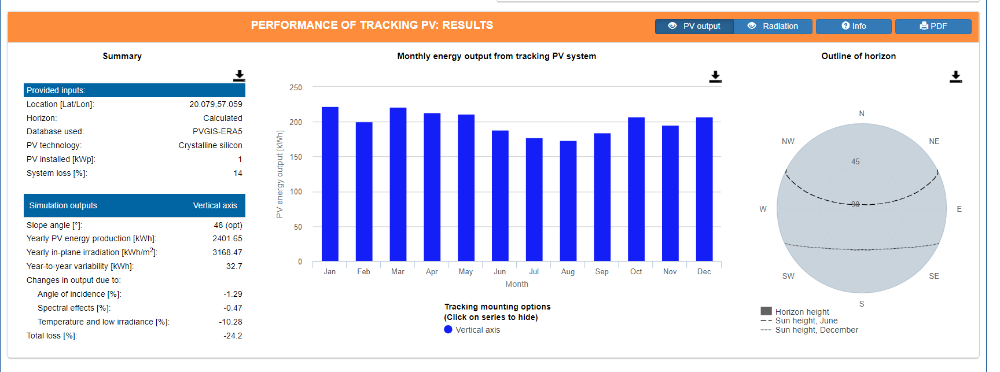 PERFORMANCE OF TRACKING PV: RESULTS
PV output
Radiation
Info
PDF
Summary
Provided inputs:
Location [Lat/Lon]: 20.079,57.059
Horizon: Calculated
Database used: PVGIS-ERA5
PV technology: Crystalline silicon
PV installed [kWp]: 1
System loss [%]: 14
Simulation outputs Vertical axis
Slope angle [°]: 48 (opt)
Yearly PV energy production [kWh]: 2401.65
Yearly in-plane irradiation [kWh/m2]: 3168.47
Year-to-year variability [kWh]: 32.7
Changes in output due to:
Angle of incidence [%]: -1.29
Spectral effects [%]: -0.47
Temperature and low irradiance [%]: -10.28
Total loss [%]: -24.2
Monthly energy output from tracking PV system
PV energy output [kWh]
250
200
150
100
50
0
Jan Feb Mar Apr May Jun Jul Aug Sep Oct Nov Dec
Month
Tracking mounting options
(Click on series to hide)
Vertical axis
Outline of horizon
N
NW NE
45
90
W E
SW SE
S
Horizon height
Sun height, June
Sun height, December